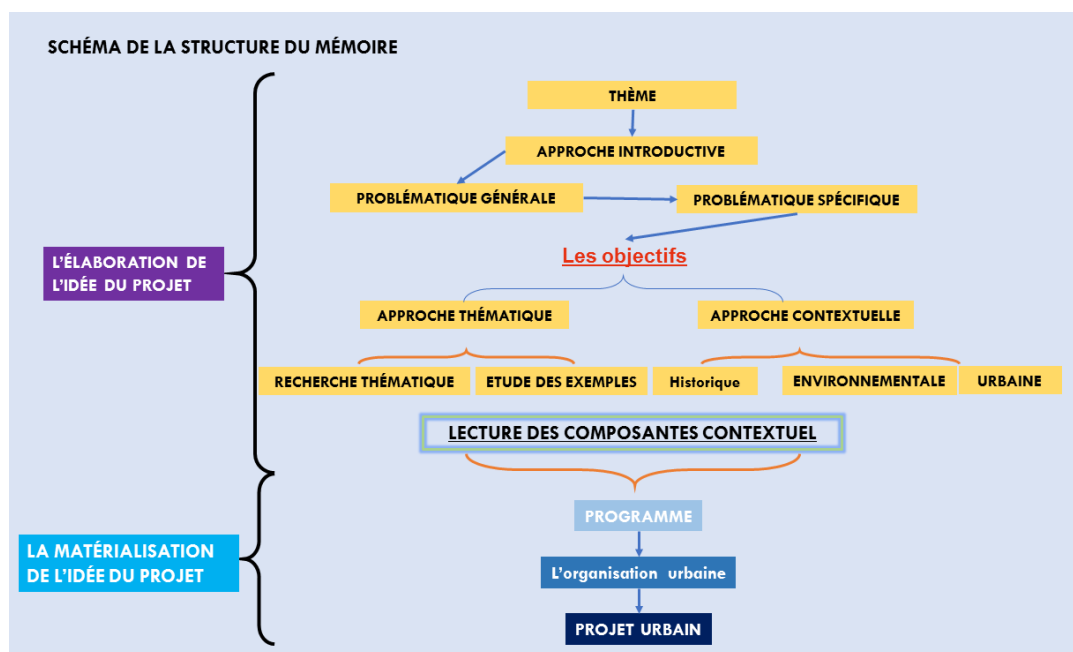 SCHÉMA DE LA STRUCTURE DU MÉMOIRE
THÈME
APPROCHE INTRODUCTIVE
PROBLÉMATIQUE GÉNÉRALE
PROBLÉMATIQUE SPÉCIFIQUE
Les objectifs
L'ÉLABORATION DE
L'IDÉE DU PROJET
APPROCHE THÉMATIQUE
APPROCHE CONTEXTUELLE
RECHERCHE THÉMATIQUE
ETUDE DES EXEMPLES
Historique
ENVIRONNEMENTALE
URBAINE
LECTURE DES COMPOSANTES CONTEXTUEL
PROGRAMME
LA MATÉRIALISATION
DE L'IDÉE DU PROJET
L'organisation urbaine
PROJET URBAIN